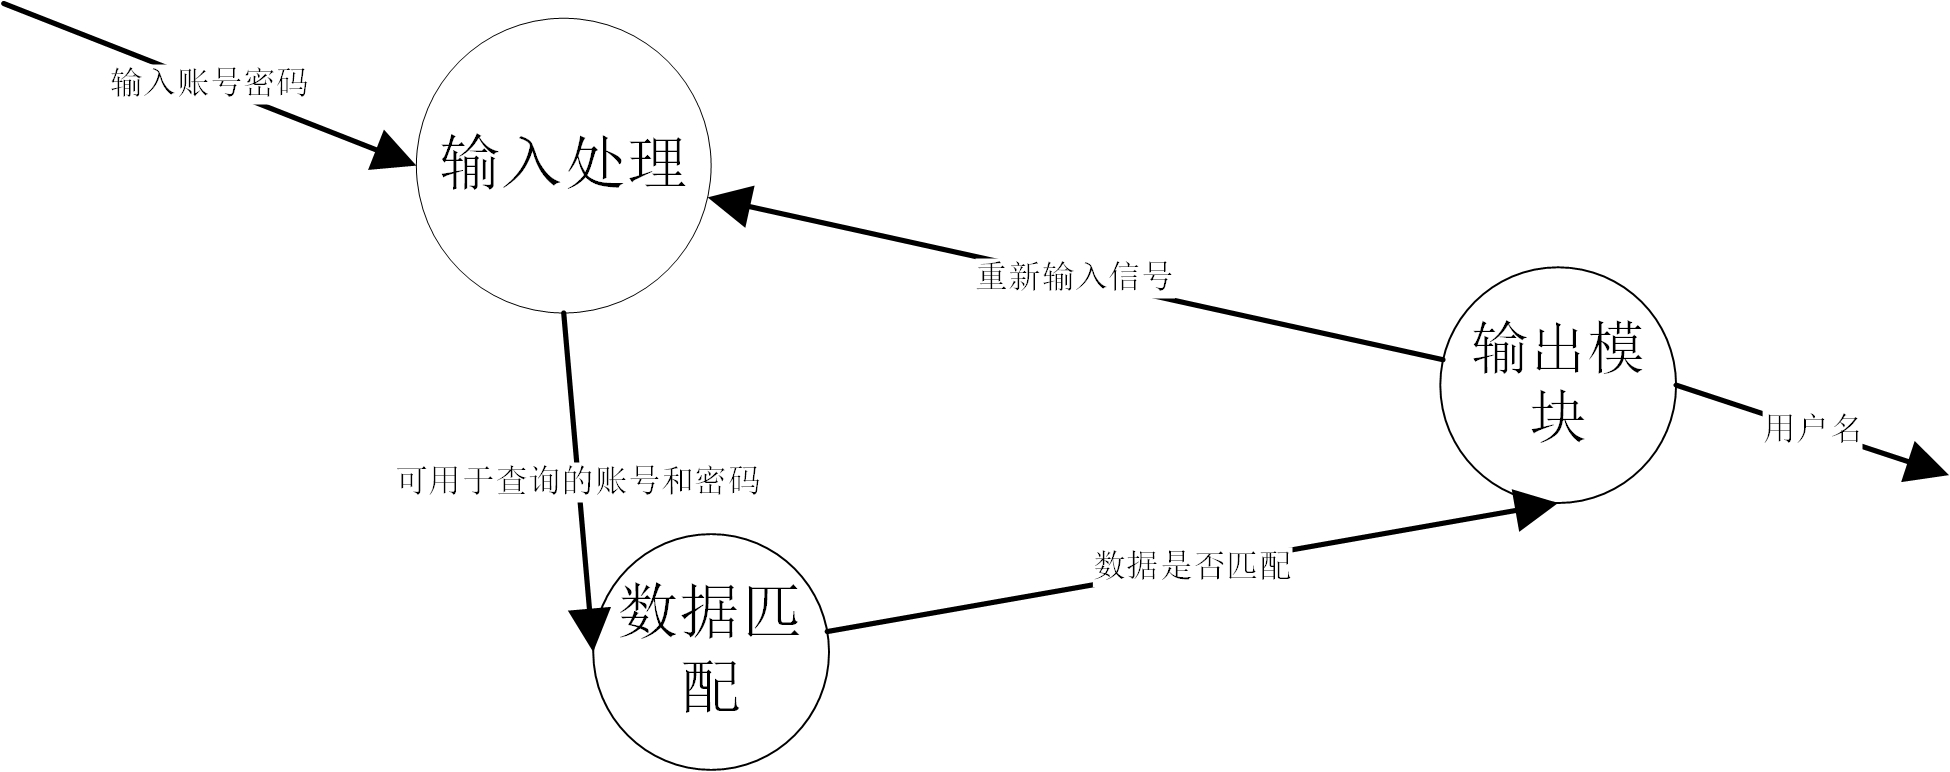 输入账号密码
输入处理
重新输入信号
输出模
块
用户名
可用于查询的账号和密码
数据是否匹配
数据匹
配